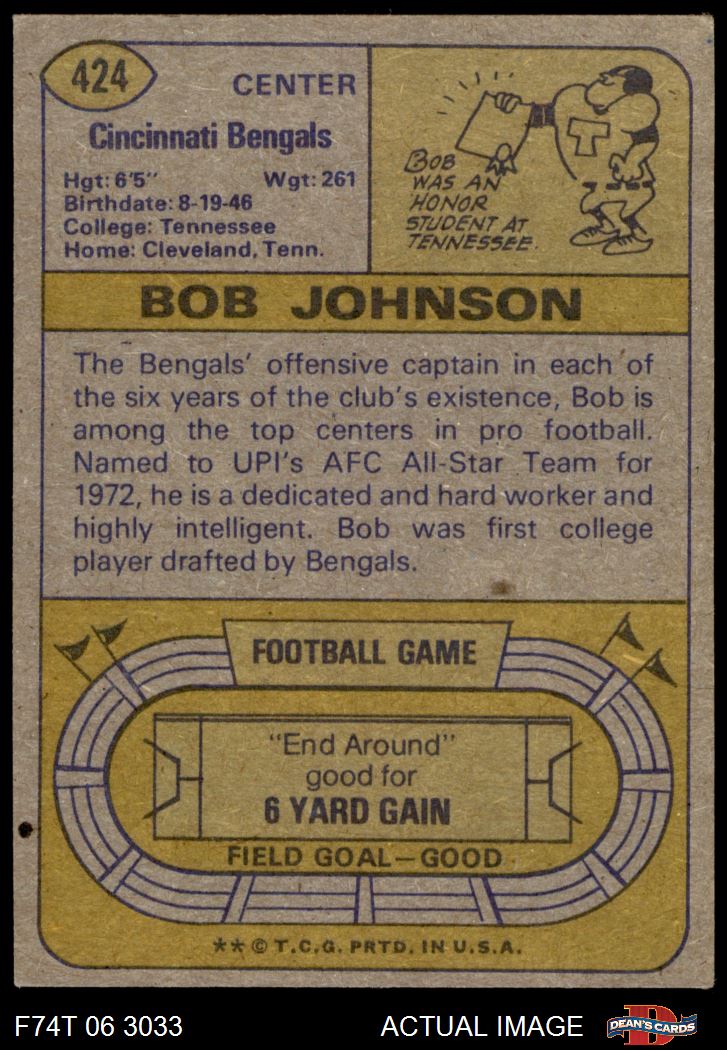 424
CENTER
Cincinnati Bengals
Hgt: 6'5" Wgt: 261
Birthdate: 8-19-46
College: Tennessee
Home: Cleveland, Tenn.
T
BOB
WAS AN
HONOR
STUDENT AT
TENNESSEE.
BOB JOHNSON
The Bengals' offensive captain in each of
the six years of the club's existence, Bob is
among the top centers in pro football.
Named to UPI's AFC All-Star Team for
1972, he is a dedicated and hard worker and
highly intelligent. Bob was first college
player drafted by Bengals.
FOOTBALL GAME
"End Around"
good for
6 YARD GAIN
FIELD GOAL—GOOD
** © T.C.G. PRTD. IN U.S.A.
F74T 06 3033 ACTUAL IMAGE
D
DEAN'S CARDS